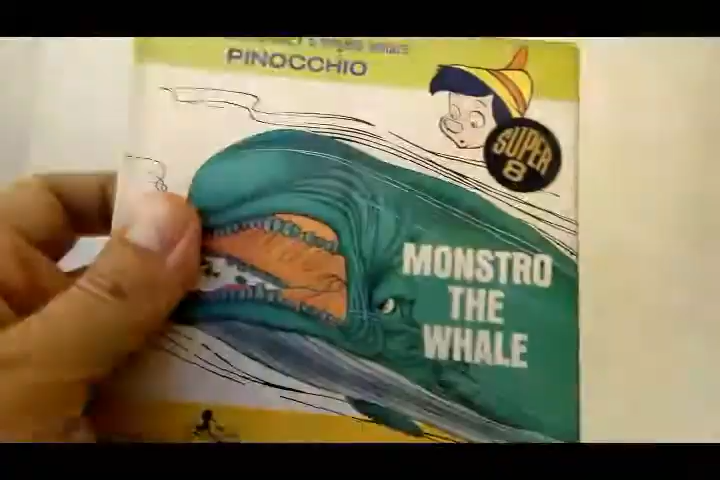 PINOCCHIO
SUPER
8
MONSTRO
THE
WHALE